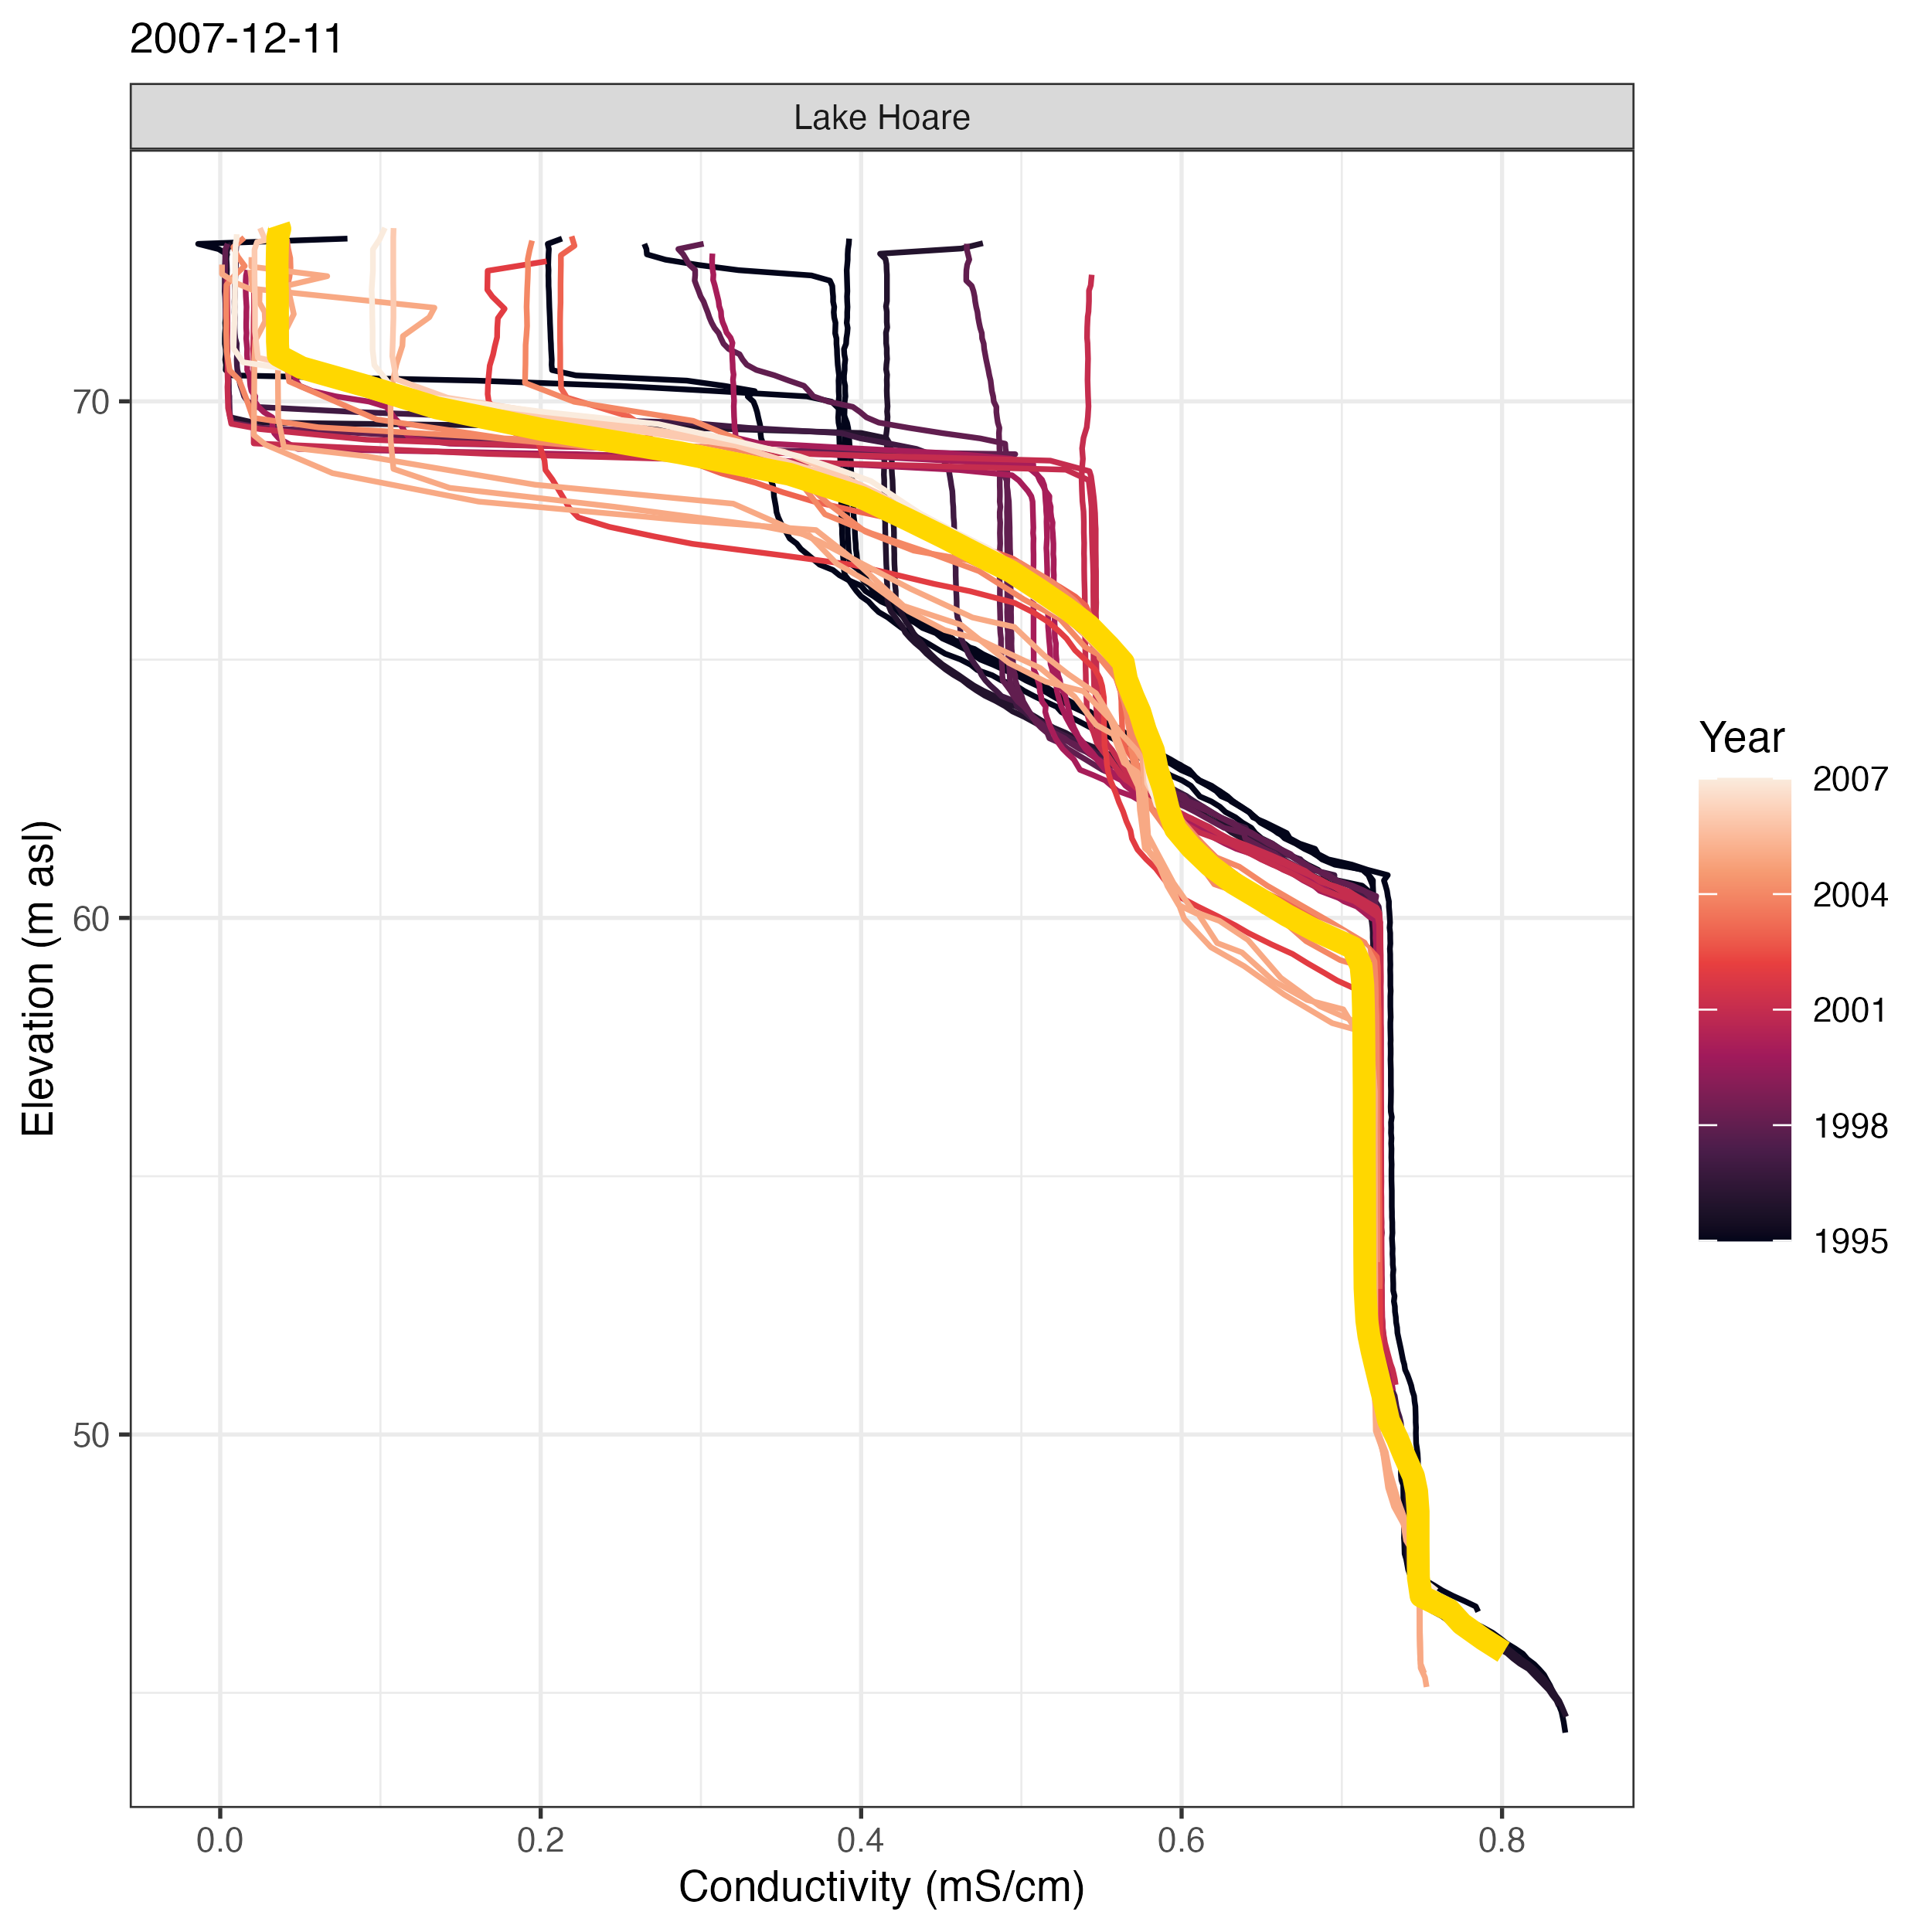 2007-12-11
Lake Hoare
70
60
50
Elevation (m asl)
0.0 0.2 0.4 0.6 0.8
Conductivity (mS/cm)
Year
2007
2004
2001
1998
1995